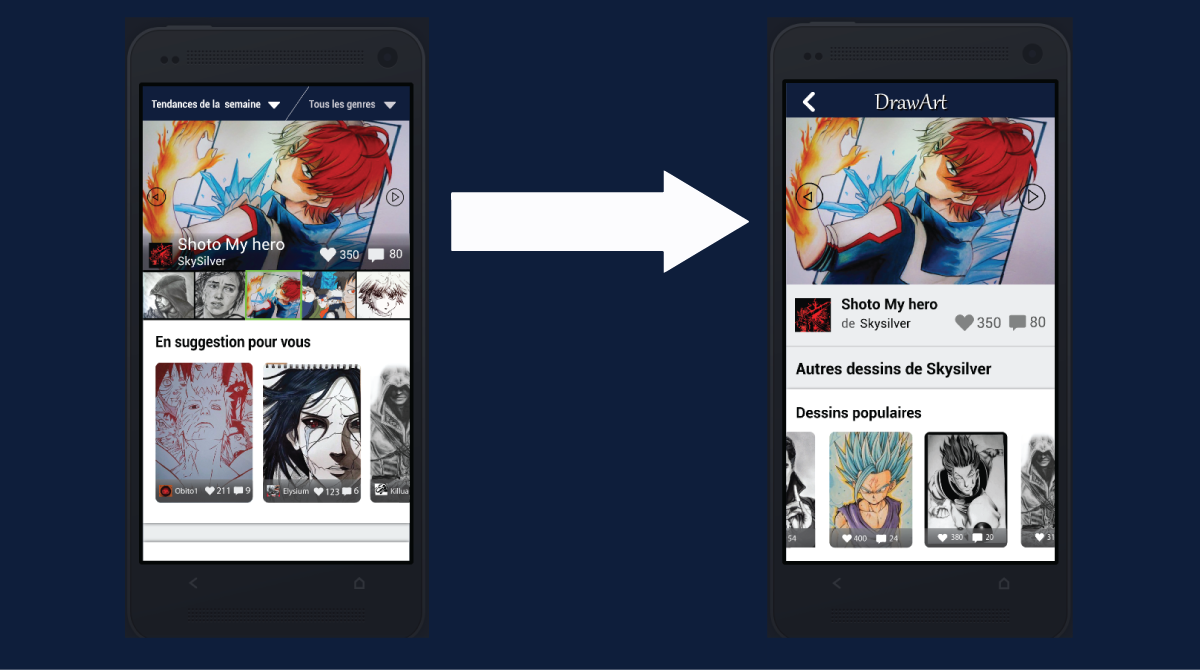 Tendances de la semaine
Tous les genres
Shoto My hero
SkySilver
350
80
En suggestion pour vous
Obito1 211 9
Elysium 123 6
Killua
DrawArt
Shoto My hero
de Skysilver
350 80
Autres dessins de Skysilver
Dessins populaires
54
400 24
380 20
31